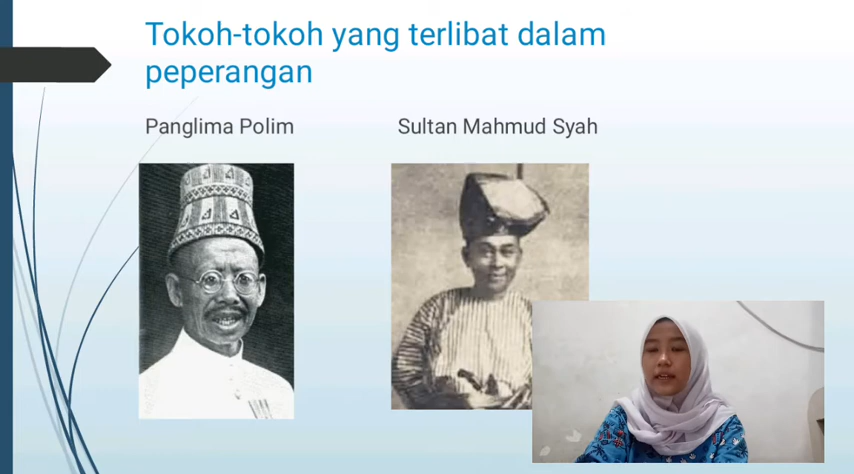 Tokoh-tokoh yang terlibat dalam
peperangan
Panglima Polim
Sultan Mahmud Syah